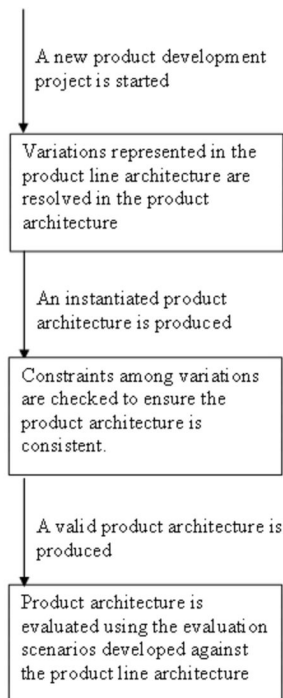 A new product development
project is started
Variations represented in the
product line architecture are
resolved in the product
architecture
An instantiated product
architecture is produced
Constraints among variations
are checked to ensure the
product architecture is
consistent.
A valid product architecture is
produced
Product architecture is
evaluated using the evaluation
scenarios developed against
the product line architecture